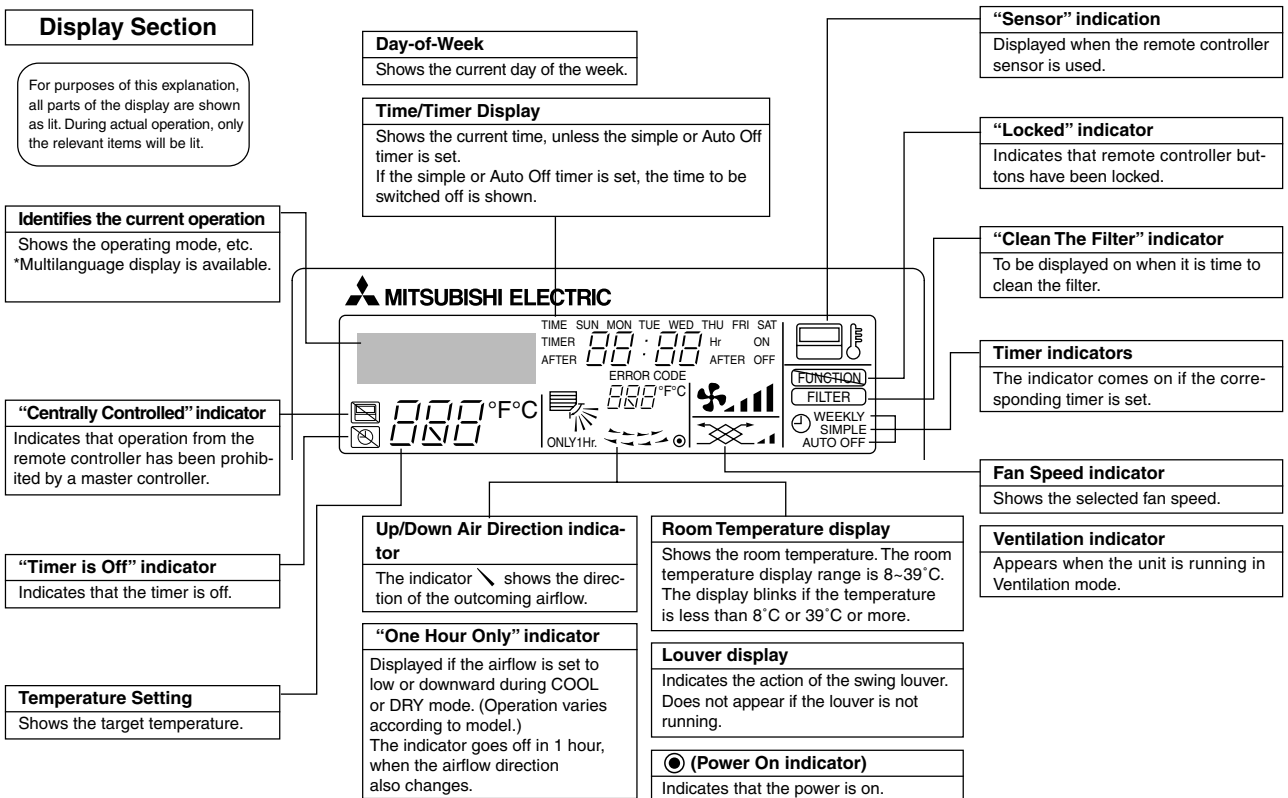 Display Section
For purposes of this explanation,
all parts of the display are shown
as lit. During actual operation, only
the relevant items will be lit.
Identifies the current operation
Shows the operating mode, etc.
*Multilanguage display is available.
"Centrally Controlled" indicator
Indicates that operation from the
remote controller has been prohib-
ited by a master controller.
"Timer is Off" indicator
Indicates that the timer is off.
Temperature Setting
Shows the target temperature.
Day-of-Week
Shows the current day of the week.
Time/Timer Display
Shows the current time, unless the simple or Auto Off
timer is set.
If the simple or Auto Off timer is set, the time to be
switched off is shown.
MITSUBISHI ELECTRIC
TIME SUN MON TUE WED THU FRI SAT
TIMER 88:88 Hr ON
AFTER AFTER OFF
ERROR CODE
888 °F°C
888 °F°C
ONLY1Hr.
FUNCTION
FILTER
WEEKLY
SIMPLE
AUTO OFF
Up/Down Air Direction indica-
tor
The indicator shows the direc-
tion of the outcoming airflow.
"One Hour Only" indicator
Displayed if the airflow is set to
low or downward during COOL
or DRY mode. (Operation varies
according to model.)
The indicator goes off in 1 hour,
when the airflow direction
also changes.
Room Temperature display
Shows the room temperature. The room
temperature display range is 8~39˚C.
The display blinks if the temperature
is less than 8˚C or 39˚C or more.
Louver display
Indicates the action of the swing louver.
Does not appear if the louver is not
running.
(Power On indicator)
Indicates that the power is on.
"Sensor" indication
Displayed when the remote controller
sensor is used.
"Locked" indicator
Indicates that remote controller but-
tons have been locked.
"Clean The Filter" indicator
To be displayed on when it is time to
clean the filter.
Timer indicators
The indicator comes on if the corre-
sponding timer is set.
Fan Speed indicator
Shows the selected fan speed.
Ventilation indicator
Appears when the unit is running in
Ventilation mode.